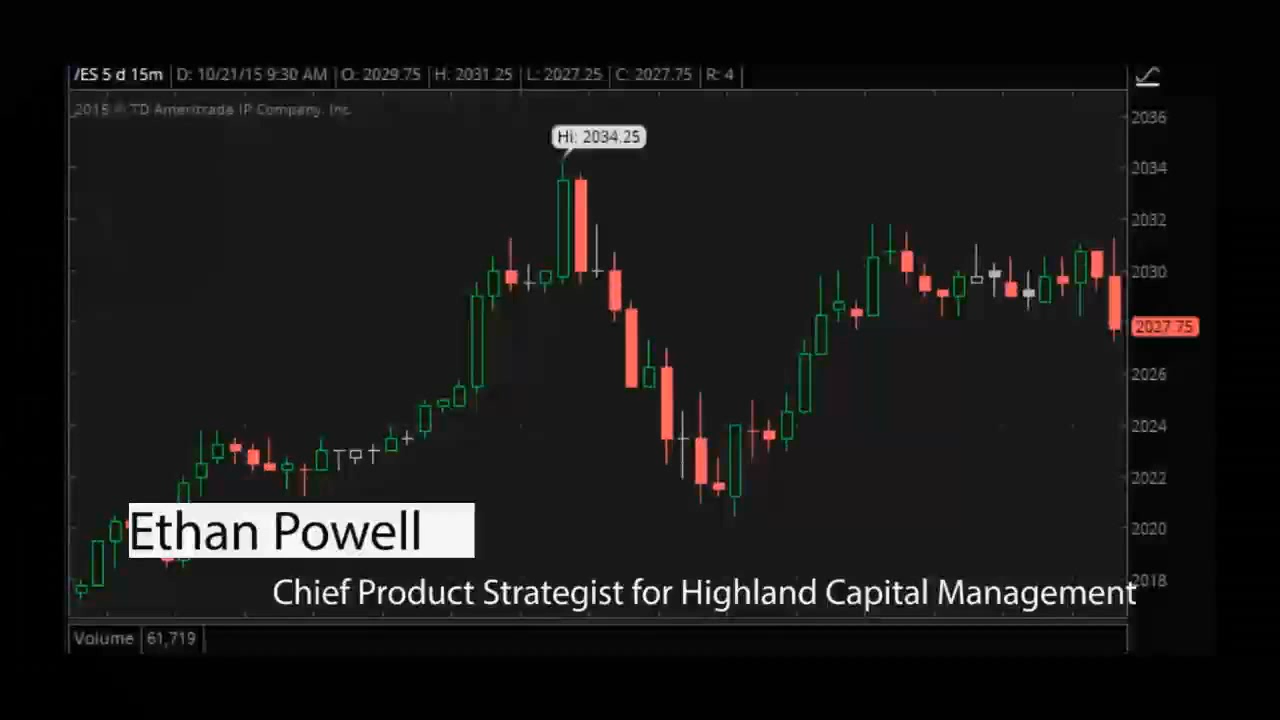 /ES 5 d 15m D: 10/21/15 9:30 AM O: 2029.75 H: 2031.25 L: 2027.25 C: 2027.75 R: 4
2015 © TD Ameritrade IP Company, Inc.
2036
Hi: 2034.25
2034
2032
2030
2027.75
2026
2024
2022
2020
Ethan Powell
2018
Chief Product Strategist for Highland Capital Management
Volume 61,719